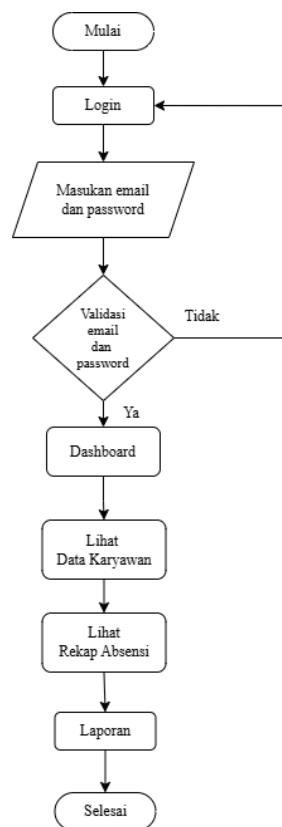 Mulai
Login
Masukan email
dan password
Validasi
email
dan
password
Tidak
Ya
Dashboard
Lihat
Data Karyawan
Lihat
Rekap Absensi
Laporan
Selesai